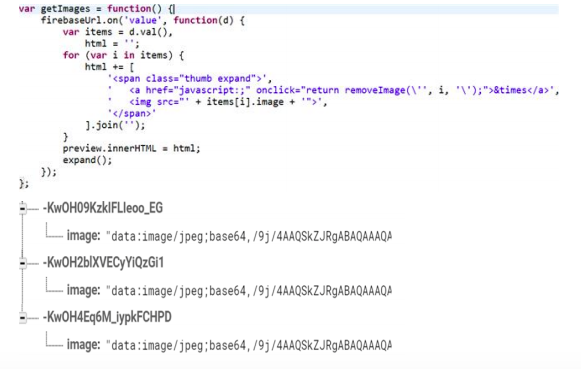 var getImages = function() {
firebaseUrl.on('value', function(d) {
var items = d.val(),
html = '';
for (var i in items) {
html += [
'<span class="thumb expand">',
'   <a href="javascript:;" onclick="return removeImage(\'', i, '\');">&times</a>',
'   <img src="' + items[i].image + '">',
'</span>'
].join('');
}
preview.innerHTML = html;
expand();
});
};
-KwOH09KzkIFLIeoo_EG
image: "data:image/jpeg;base64,/9j/4AAQSkZJRgABAQAAAQA
-KwOH2blXVECyYiQzGi1
image: "data:image/jpeg;base64,/9j/4AAQSkZJRgABAQAAAQA
-KwOH4Eq6M_iypkFCHPD
image: "data:image/jpeg;base64,/9j/4AAQSkZJRgABAQAAAQA